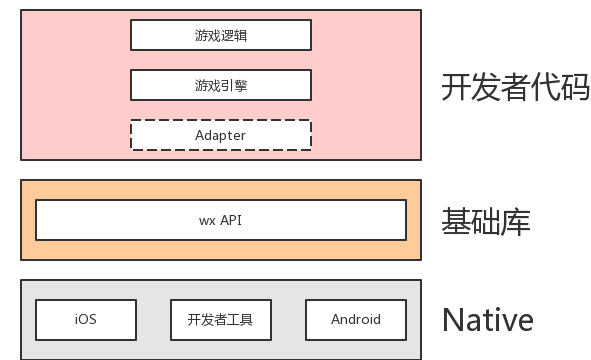 游戏逻辑
游戏引擎
Adapter
开发者代码
wx API
基础库
iOS
开发者工具
Android
Native